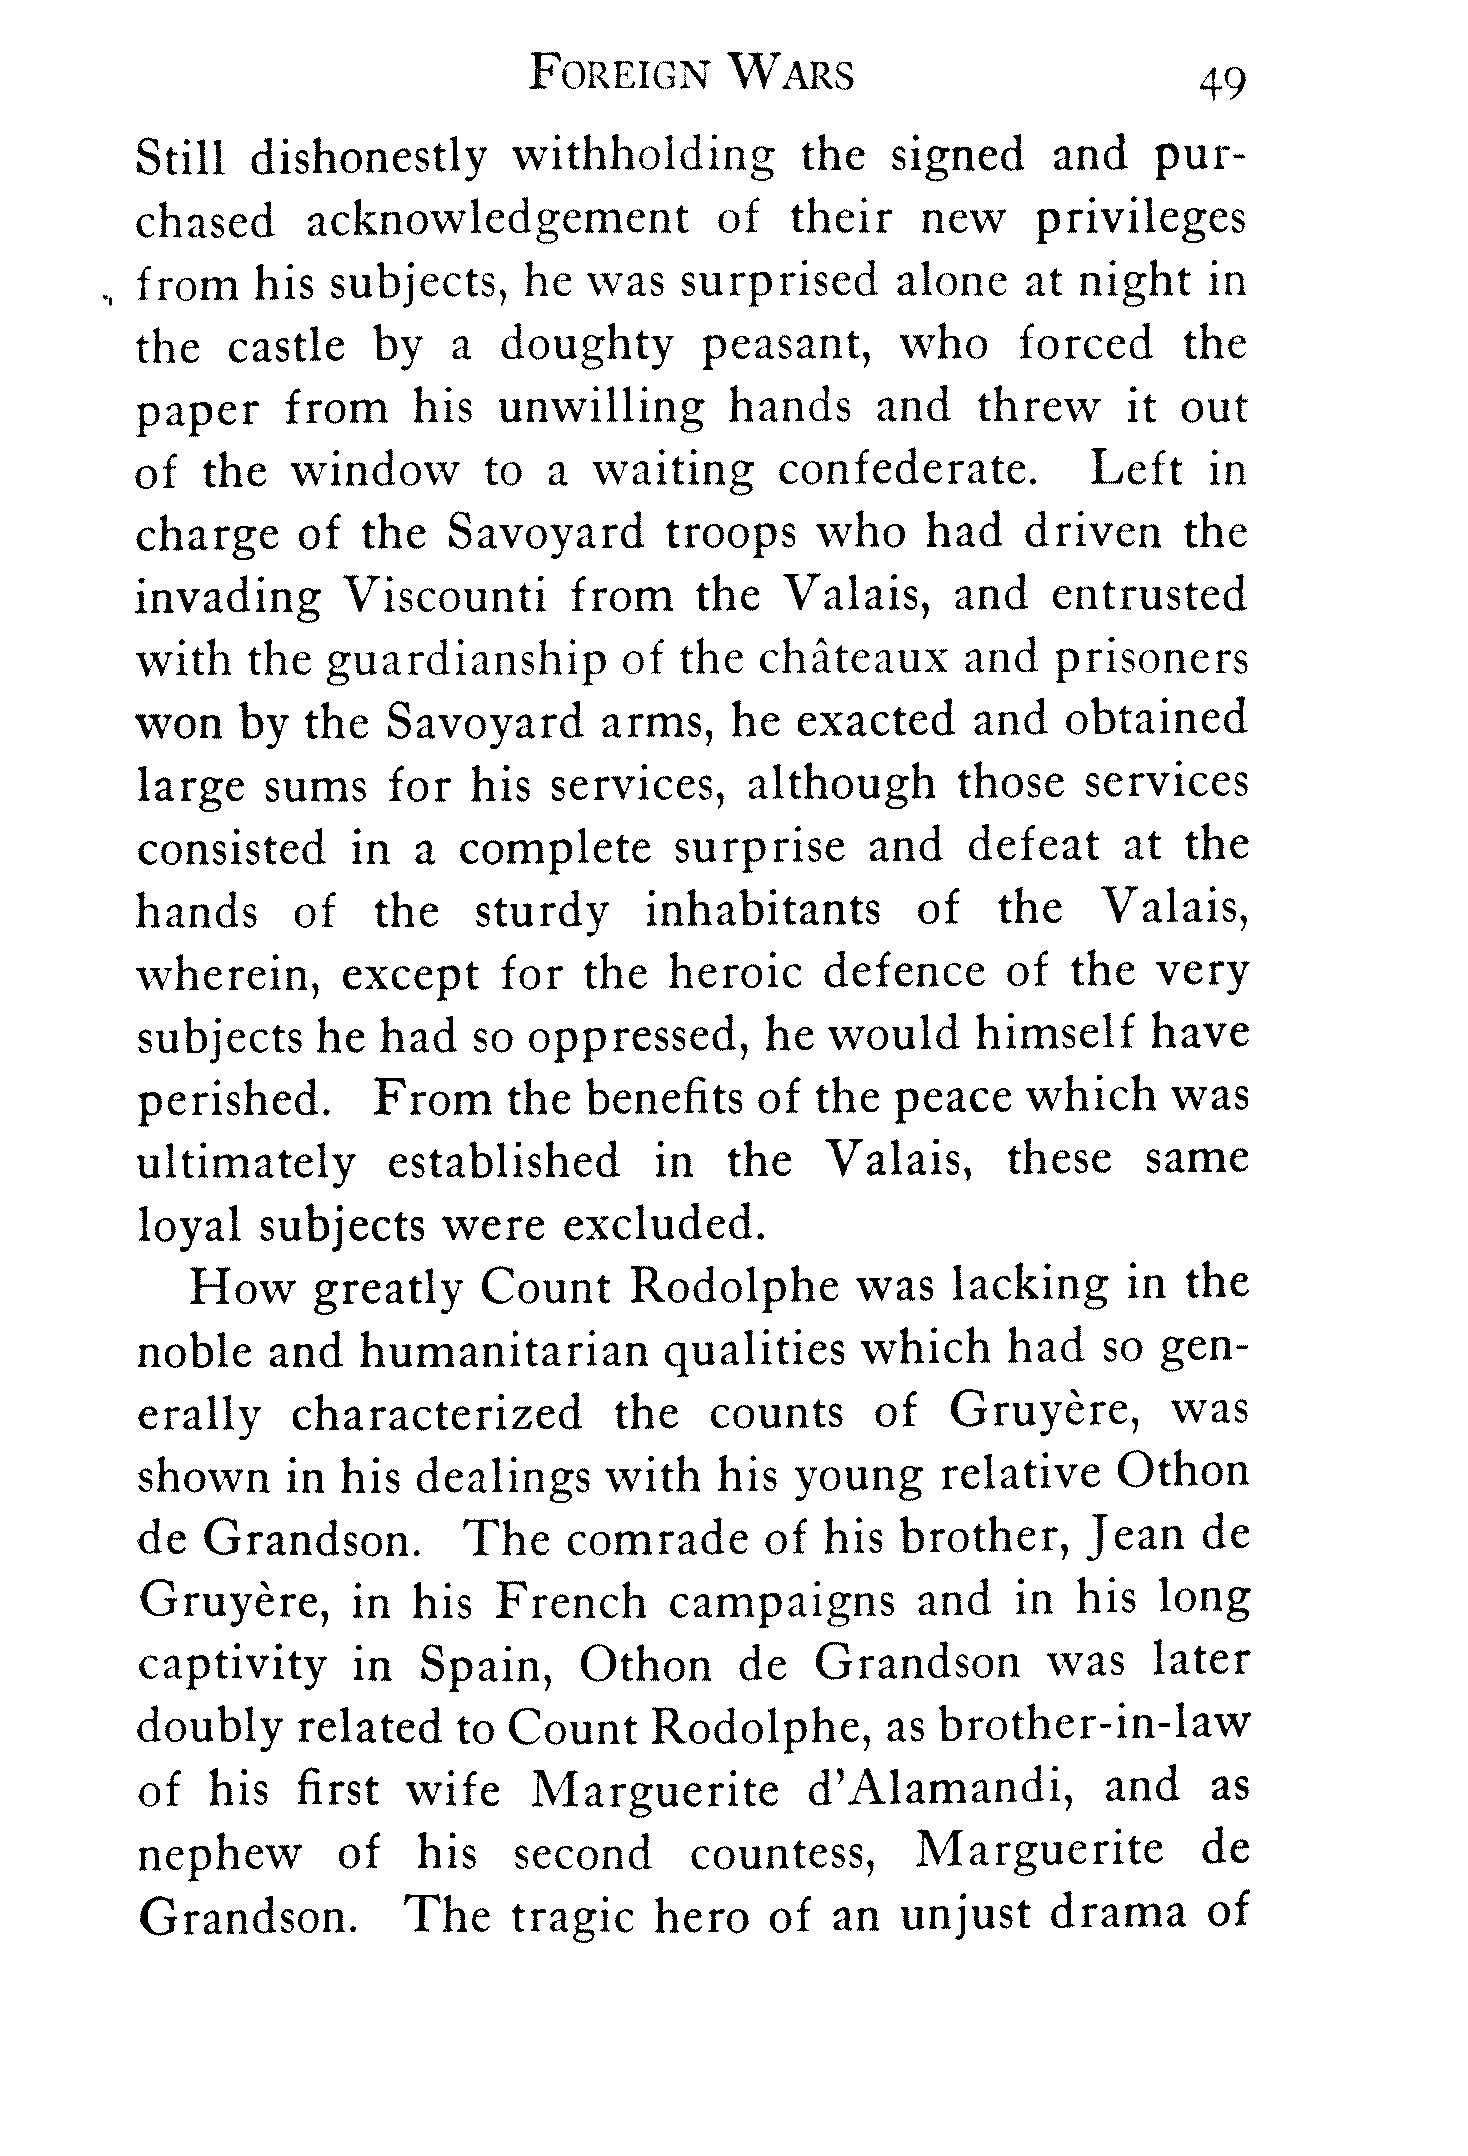 FOREIGN WARS 49
Still dishonestly withholding the signed and pur-
chased acknowledgement of their new privileges
from his subjects, he was surprised alone at night in
the castle by a doughty peasant, who forced the
paper from his unwilling hands and threw it out
of the window to a waiting confederate. Left in
charge of the Savoyard troops who had driven the
invading Viscounti from the Valais, and entrusted
with the guardianship of the châteaux and prisoners
won by the Savoyard arms, he exacted and obtained
large sums for his services, although those services
consisted in a complete surprise and defeat at the
hands of the sturdy inhabitants of the Valais,
wherein, except for the heroic defence of the very
subjects he had so oppressed, he would himself have
perished. From the benefits of the peace which was
ultimately established in the Valais, these same
loyal subjects were excluded.
How greatly Count Rodolphe was lacking in the
noble and humanitarian qualities which had so gen-
erally characterized the counts of Gruyère, was
shown in his dealings with his young relative Othon
de Grandson. The comrade of his brother, Jean de
Gruyère, in his French campaigns and in his long
captivity in Spain, Othon de Grandson was later
doubly related to Count Rodolphe, as brother-in-law
of his first wife Marguerite d'Alamandi, and as
nephew of his second countess, Marguerite de
Grandson. The tragic hero of an unjust drama of